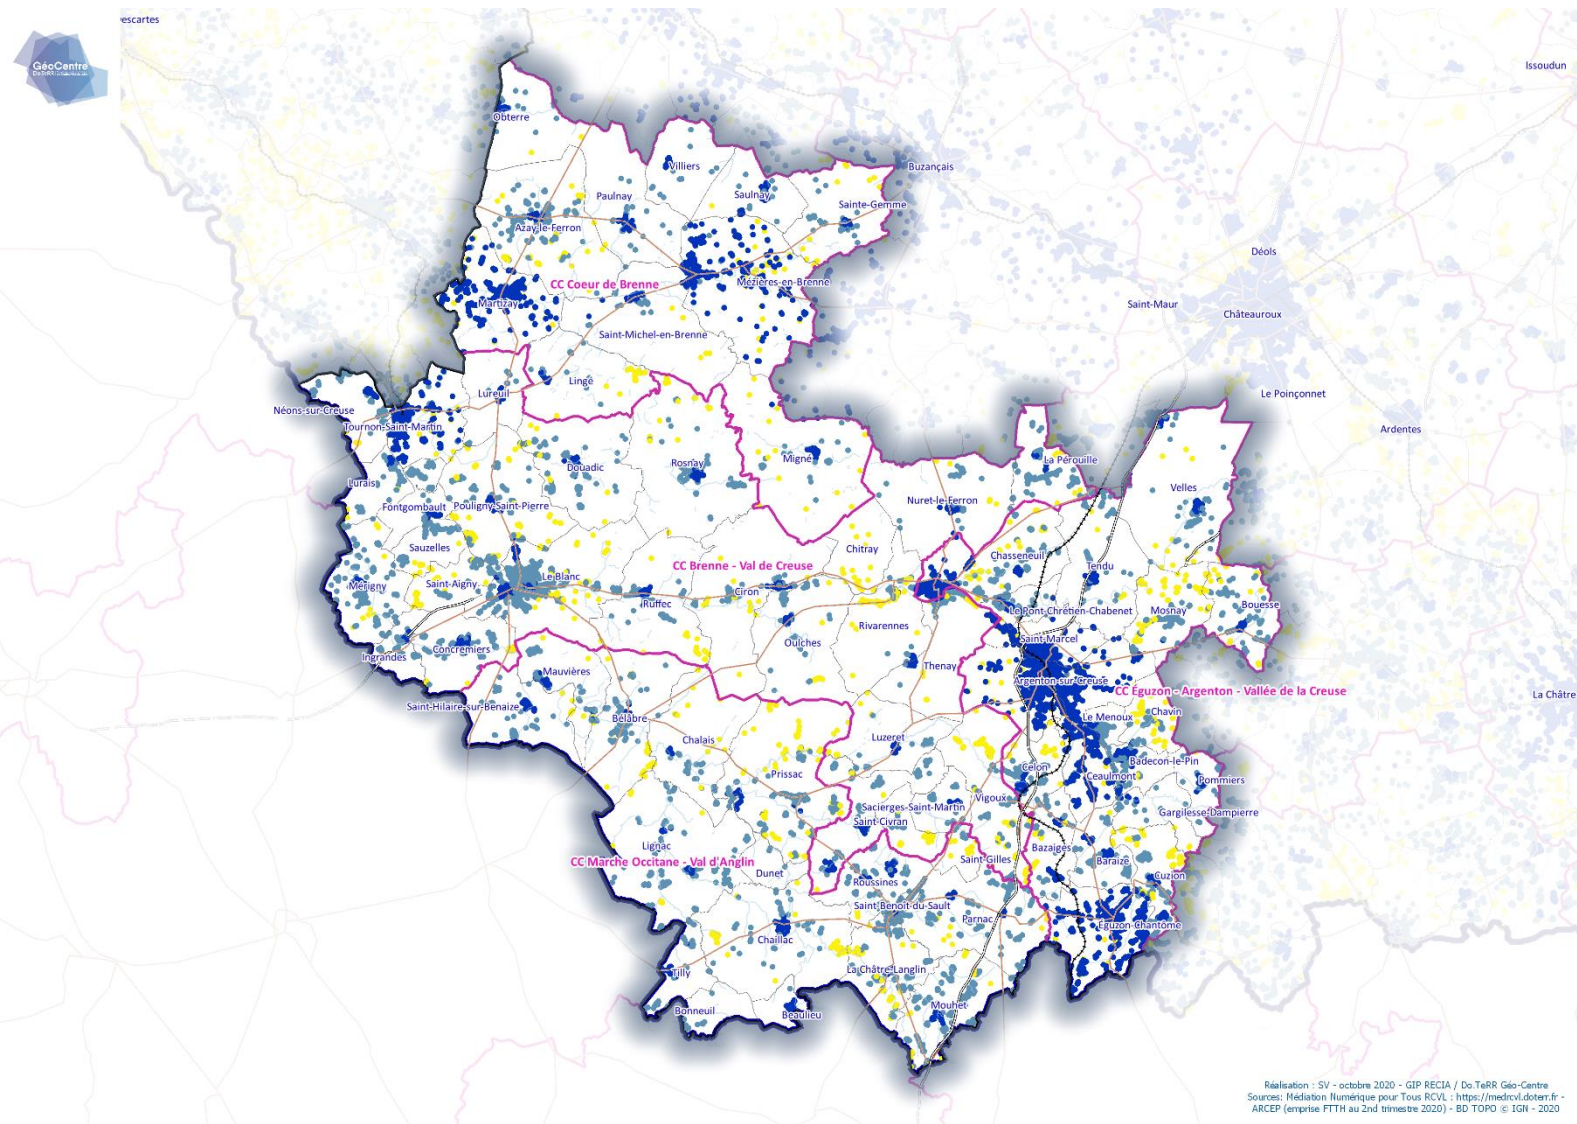 escartes
GéoCentre
Issoudun
Obterre
Buzançais
Villiers
Paulnay
Saulnay
Sainte-Gemme
Azay-le-Ferron
Déols
CC Coeur de Brenne
Mézières-en-Brenne
Martizay
Saint-Maur
Châteauroux
Saint-Michel-en-Brenne
Lingé
Lureuil
Le Poinçonnet
Néons-sur-Creuse
Tournon-Saint-Martin
Ardentes
Migné
La Pérouille
Douadic
Rosnay
Lurais
Velles
Nuret-le-Ferron
Fontgombault
Pouligny-Saint-Pierre
Sauzelles
Chitray
Chasseneuil
Tendu
CC Brenne - Val de Creuse
Mérigny
Saint-Aigny
Le Blanc
Ciron
Ruffec
Le Pont-Chrétien-Chabenet
Mosnay
Bouesse
Rivarennes
Saint-Marcel
Oulches
Concremiers
Ingrandes
Thenay
Mauvières
Argenton-sur-Creuse
CC Éguzon - Argenton - Vallée de la Creuse
La Châtre
Saint-Hilaire-sur-Benaize
Bélâbre
Le Menoux
Chavin
Luzeret
Chalais
Badecon-le-Pin
Celon
Prissac
Ceaulmont
Pommiers
Vigoux
Sacierges-Saint-Martin
Gargilesse-Dampierre
Saint-Civran
Lignac
Bazaiges
CC Marche Occitane - Val d'Anglin
Saint-Gilles
Baraize
Dunet
Cuzion
Roussines
Saint-Benoît-du-Sault
Parnac
Éguzon-Chantôme
Chaillac
Tilly
La Châtre-Langlin
Mouhet
Bonneuil
Beaulieu
Réalisation : SV - octobre 2020 - GIP RECIA / Do.TeRR Géo-Centre
Sources: Médiation Numérique pour Tous RCVL : https://medrcvl.doterr.fr -
ARCEP (emprise FTTH au 2nd trimestre 2020) - BD TOPO © IGN - 2020